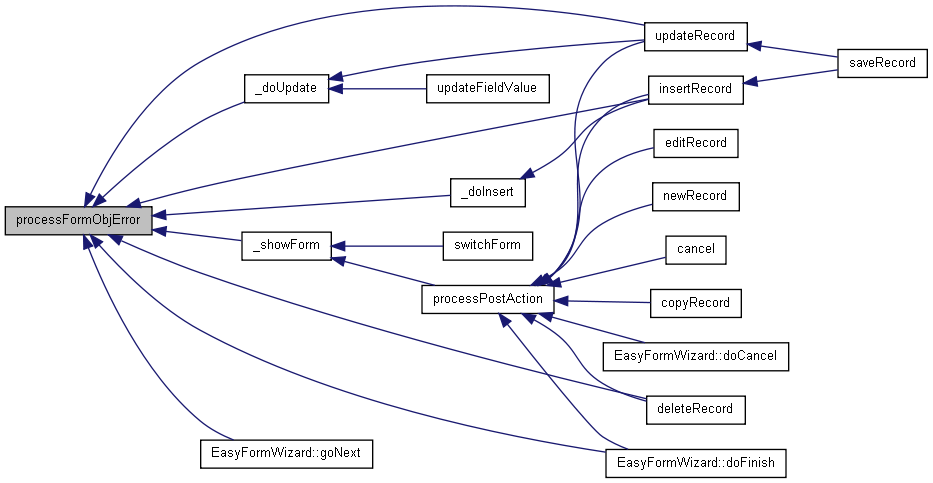 updateRecord
saveRecord
_doUpdate
updateFieldValue
insertRecord
editRecord
_doInsert
newRecord
processFormObjError
_showForm
switchForm
cancel
processPostAction
copyRecord
EasyFormWizard::doCancel
deleteRecord
EasyFormWizard::goNext
EasyFormWizard::doFinish